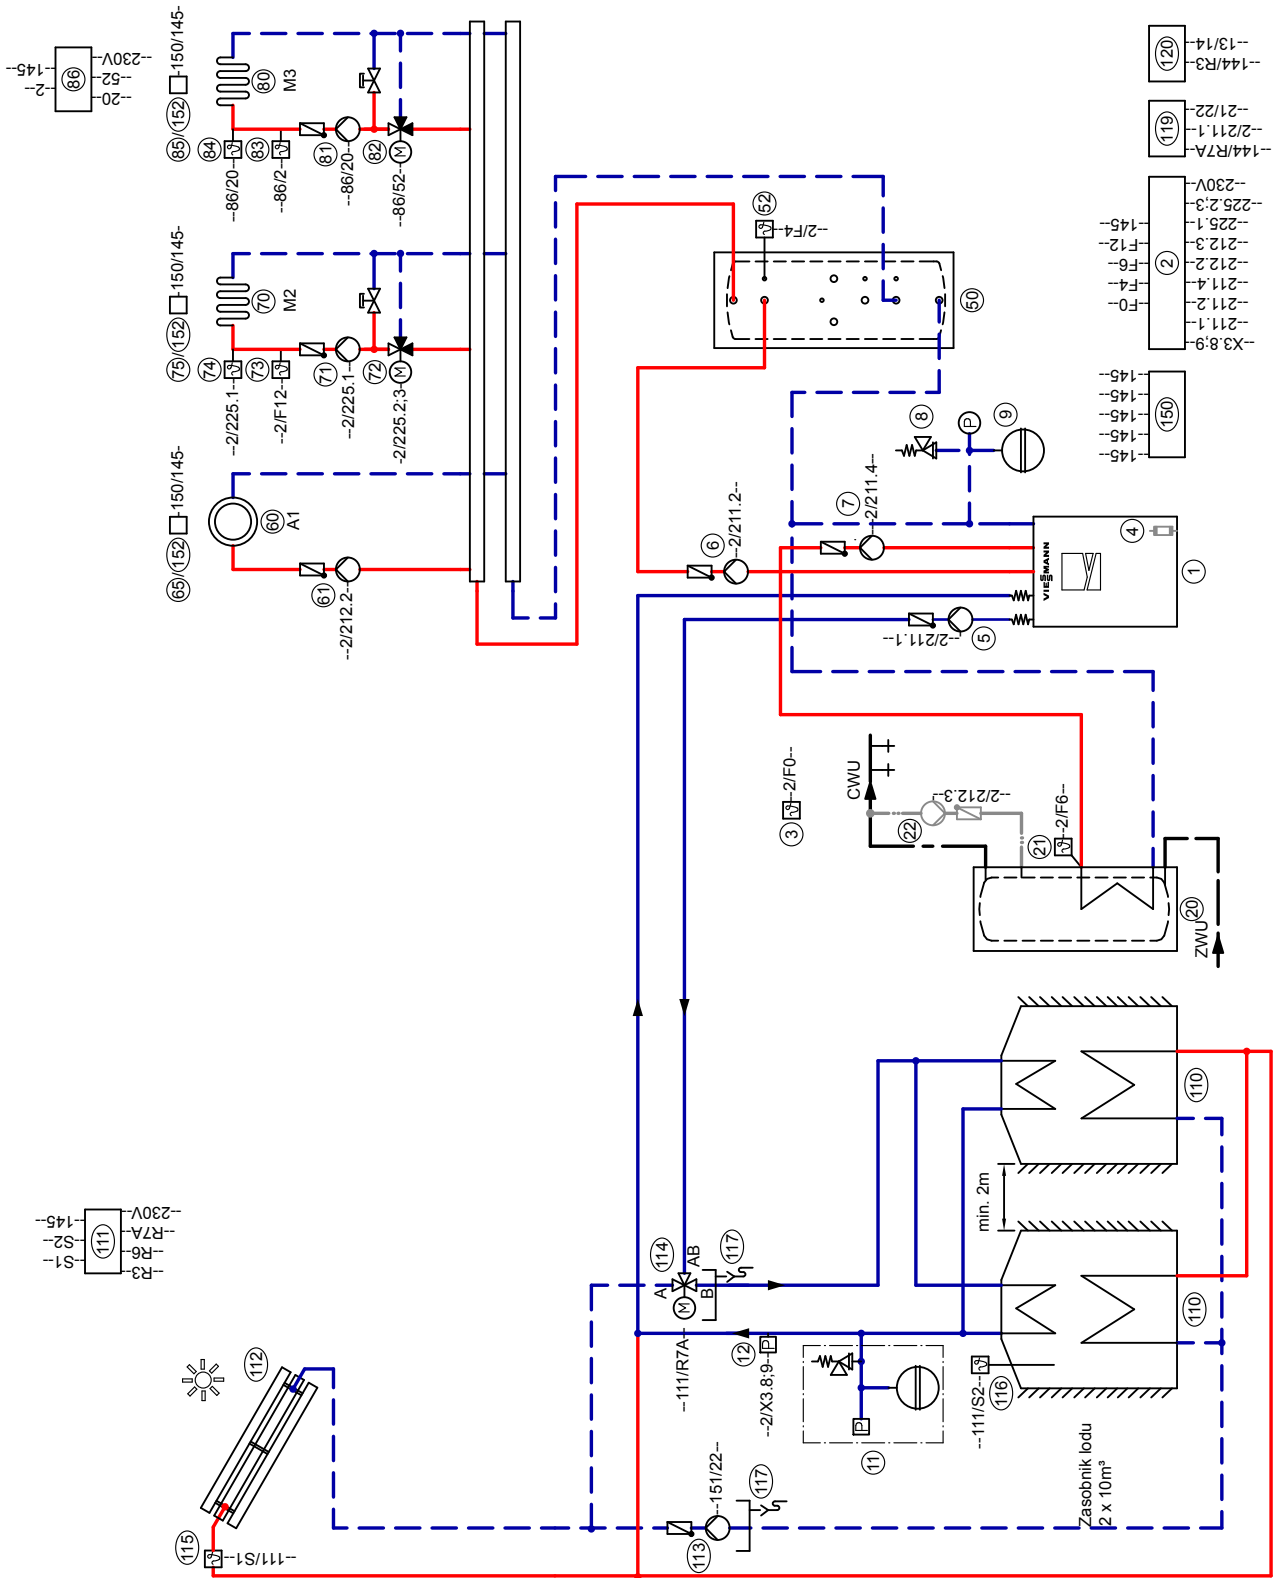 --S1
--S2
145--
111
--R3
--R6
--R7A
--230V
115
--111/S1--
112
113
--151/22--
117
A
114
AB
M
B
--111/R7A--
117
12
P
--2/X3.8;9--
11
P
--111/S2--
116
Zasobnik lodu
2 x 10m³
110
min. 2m
110
ZWU
20
21
--2/F6--
22
--2/212.3--
CWU
3
--2/F0--
65/152
--150/145-
60
A1
61
--2/212.2--
75/152
--150/145-
74
70
M2
--2/225.1--
73
--2/F12--
71
--2/225.1--
72
M
-2/225.2;3--
85/152
--150/145-
84
80
M3
--86/20--
83
--86/2--
81
--86/20--
82
M
--86/52--
145--
2--
86
--20
--52
--230V
52
--2/F4--
50
5
--2/211.1--
6
--2/211.2--
7
--2/211.4--
8
P
9
VIESMANN
4
1
145--
145--
145--
145--
145--
150
F0--
F4--
F6--
F12--
145--
2
--X3.8;9
--211.1
--211.2
--211.4
--212.2
--212.3
--225.1
--225.2;3
--230V
119
--144/R7A
--2/211.1
--21/22
120
--144/R3
--13/14